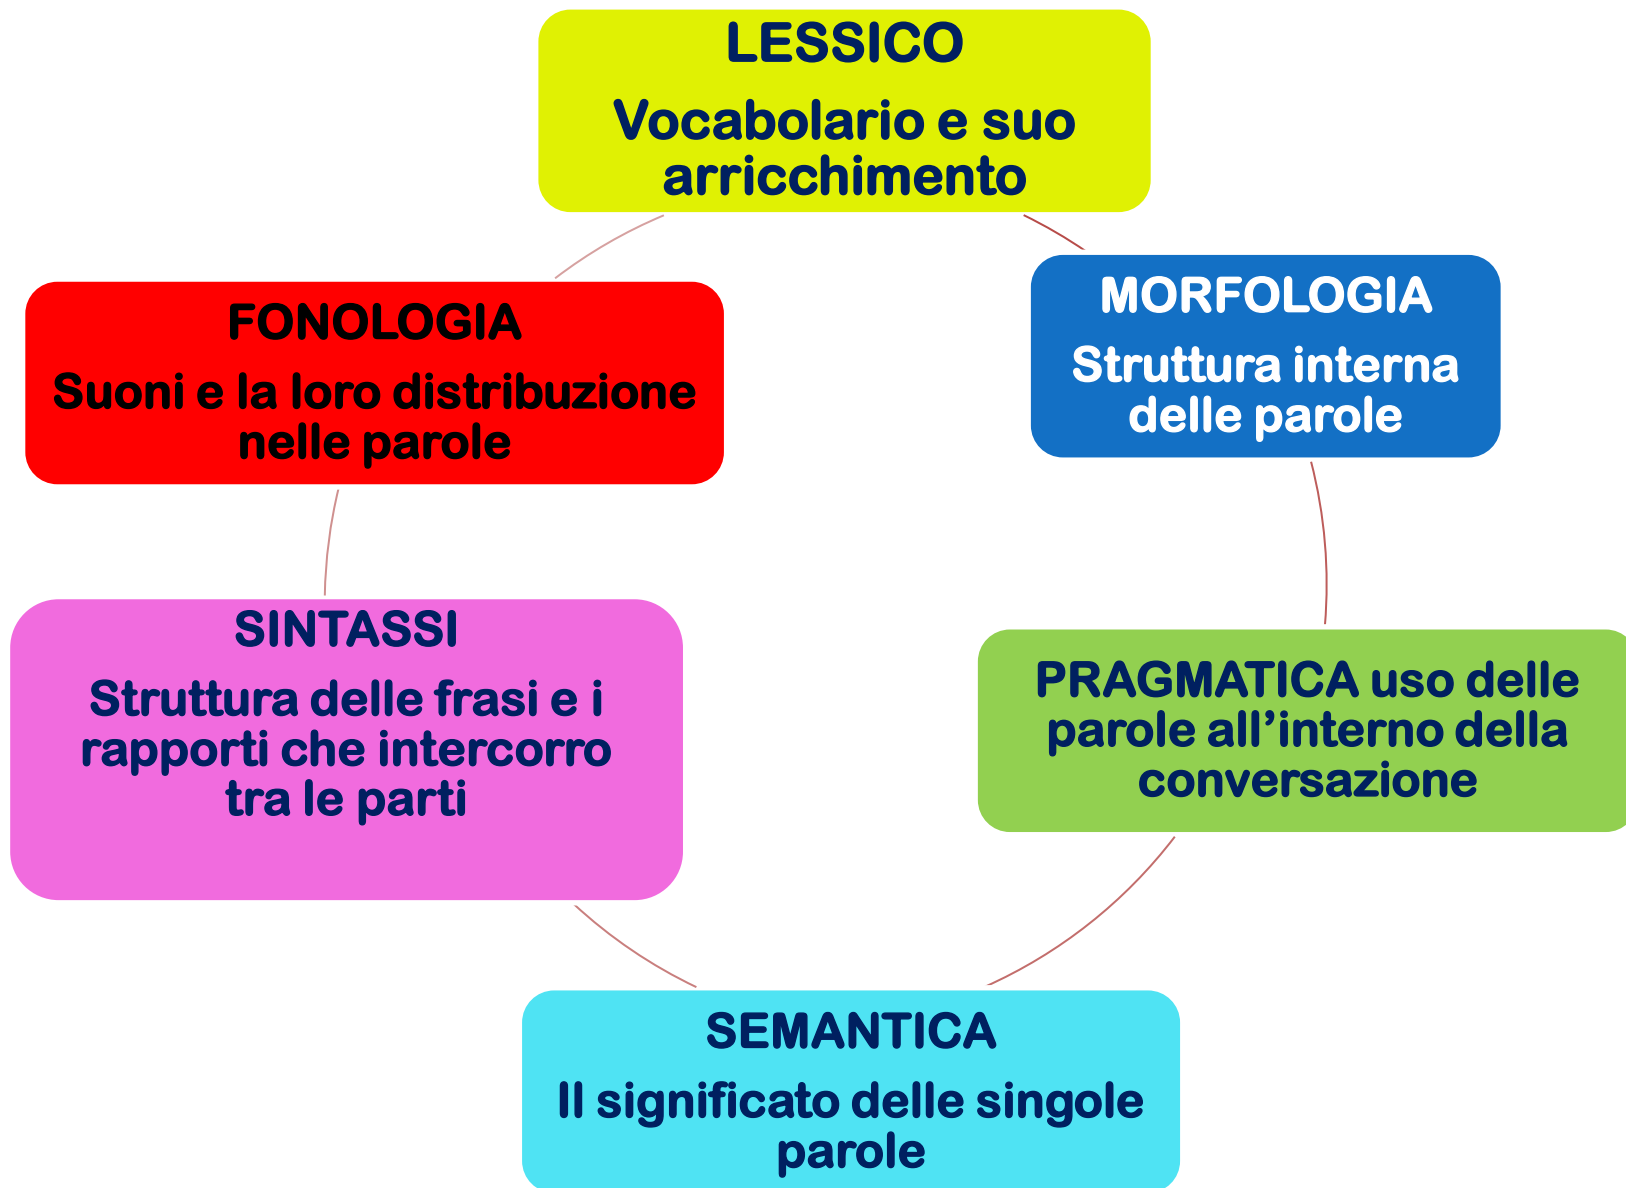 LESSICO
Vocabolario e suo
arricchimento
MORFOLOGIA
Struttura interna
delle parole
PRAGMATICA uso delle
parole all’interno della
conversazione
SEMANTICA
Il significato delle singole
parole
SINTASSI
Struttura delle frasi e i
rapporti che intercorro
tra le parti
FONOLOGIA
Suoni e la loro distribuzione
nelle parole